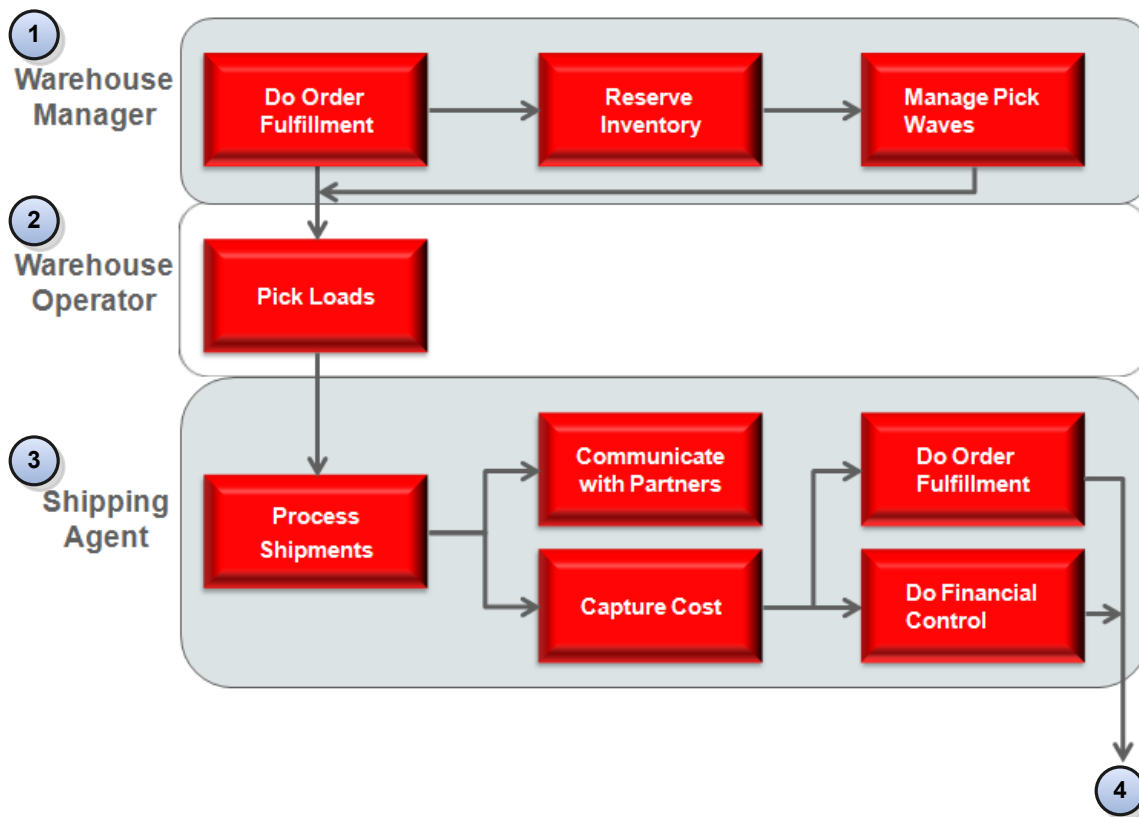 1
Warehouse
Manager
Do Order
Fulfillment
Reserve
Inventory
Manage Pick
Waves
2
Warehouse
Operator
Pick Loads
3
Shipping
Agent
Process
Shipments
Communicate
with Partners
Do Order
Fulfillment
Capture Cost
Do Financial
Control
4